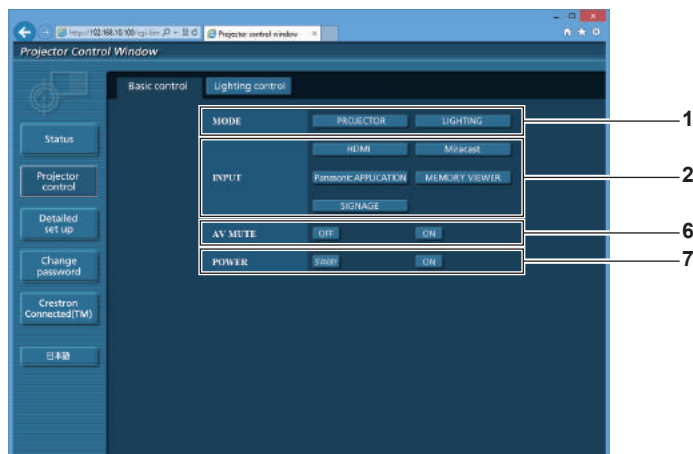 Projector control window
Projector Control Window
Basic control
Lighting control
MODE
PROJECTOR
LIGHTING
1
Status
HDMI
Miracast
Projector control
INPUT
Panasonic APPLICATION
MEMORY VIEWER
2
SIGNAGE
Detailed set up
AV MUTE
OFF
ON
6
POWER
STANDBY
ON
7
Change password
Crestron Connected(TM)
日本語